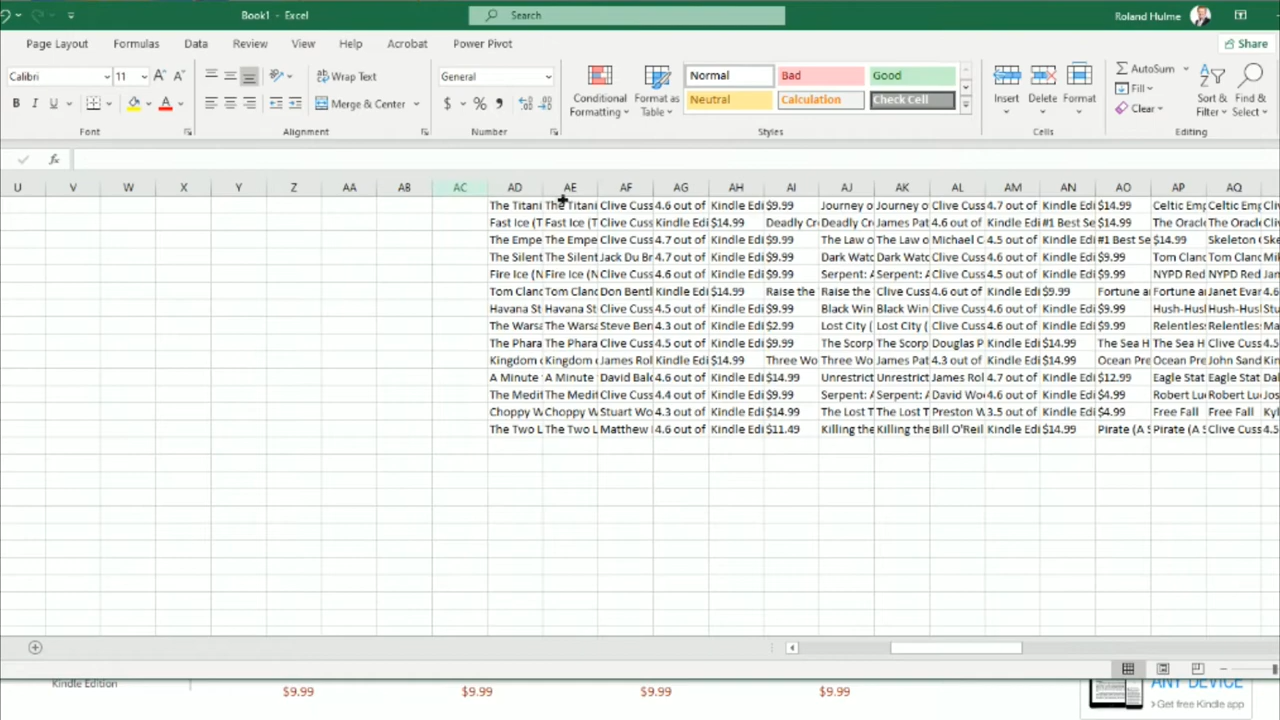 Book1 - Excel
Search
Roland Hulme
Page Layout Formulas Data Review View Help Acrobat Power Pivot
Share
Calibri 11 A A Wrap Text General Normal Bad Good AutoSum
B I U A Merge & Center $ % Conditional Formatting Format as Table Neutral Calculation Check Cell Insert Delete Format Fill Clear Sort & Filter Find & Select
Font Alignment Number Styles Cells Editing
fx
U V W X Y Z AA AB AC AD AE AF AG AH AI AJ AK AL AM AN AO AP AQ
The Titani The Titani Clive Cuss 4.6 out of Kindle Edi $9.99 Journey o Journey o Clive Cuss 4.7 out of Kindle Edi $14.99 Celtic Emp Celtic Emp Cliv
Fast Ice (T Fast Ice (T Clive Cuss Kindle Edi $14.99 Deadly Cr Deadly Cr James Pat 4.6 out of Kindle Edi #1 Best Se $14.99 The Oracl The Oracl
The Empe The Empe Clive Cuss 4.7 out of Kindle Edi $9.99 The Law o The Law o Michael C 4.5 out of Kindle Edi #1 Best Se $14.99 Skeleton
The Silent The Silent Jack Du Br 4.7 out of Kindle Edi $9.99 Dark Watc Dark Watc Clive Cuss 4.6 out of Kindle Edi $9.99 Tom Clanc Tom Clanc
Fire Ice (N Fire Ice (N Clive Cuss 4.6 out of Kindle Edi $9.99 Serpent: A Serpent: A Clive Cuss 4.5 out of Kindle Edi $9.99 NYPD Red NYPD Red
Tom Clanc Tom Clanc Don Bentl Kindle Edi $14.99 Raise the Raise the Clive Cuss 4.6 out of Kindle Edi $9.99 Fortune a Fortune a Janet Evar 4.6
Havana St Havana St Clive Cuss 4.5 out of Kindle Edi $9.99 Black Win Black Win Clive Cuss 4.6 out of Kindle Edi $9.99 Hush-Hush Hush-Hush
The Warsa The Warsa Steve Ber 4.3 out of Kindle Edi $2.99 Lost City ( Lost City ( Clive Cuss 4.6 out of Kindle Edi $9.99 Relentless Relentless
The Phara The Phara Clive Cuss 4.5 out of Kindle Edi $9.99 The Scorp The Scorp Douglas P 4.6 out of Kindle Edi $14.99 The Sea H The Sea H Clive Cuss 4.5
Kingdom o Kingdom o James Rol Kindle Edi $14.99 Three Wo Three Wo James Pat 4.3 out of Kindle Edi $14.99 Ocean Pre Ocean Pre John Sand
A Minute A Minute David Bald 4.6 out of Kindle Edi $14.99 Unrestrict Unrestrict James Rol 4.7 out of Kindle Edi $12.99 Eagle Stat Eagle Stat
The Medit The Medit Clive Cuss 4.4 out of Kindle Edi $9.99 Serpent: A Serpent: A David Wo 4.6 out of Kindle Edi $4.99 Robert Lu Robert Lu
Choppy W Choppy W Stuart Wo 4.3 out of Kindle Edi $14.99 The Lost T The Lost T Preston W 3.5 out of Kindle Edi $4.99 Free Fall Free Fall
The Two L The Two L Matthew 4.6 out of Kindle Edi $11.49 Killing the Killing the Bill O'Reil 4.6 out of Kindle Edi $14.99 Pirate (A S Pirate (A S Clive Cuss 4.5
Kindle Edition
$9.99 $9.99 $9.99 $9.99
ANY DEVICE
› Get free Kindle app